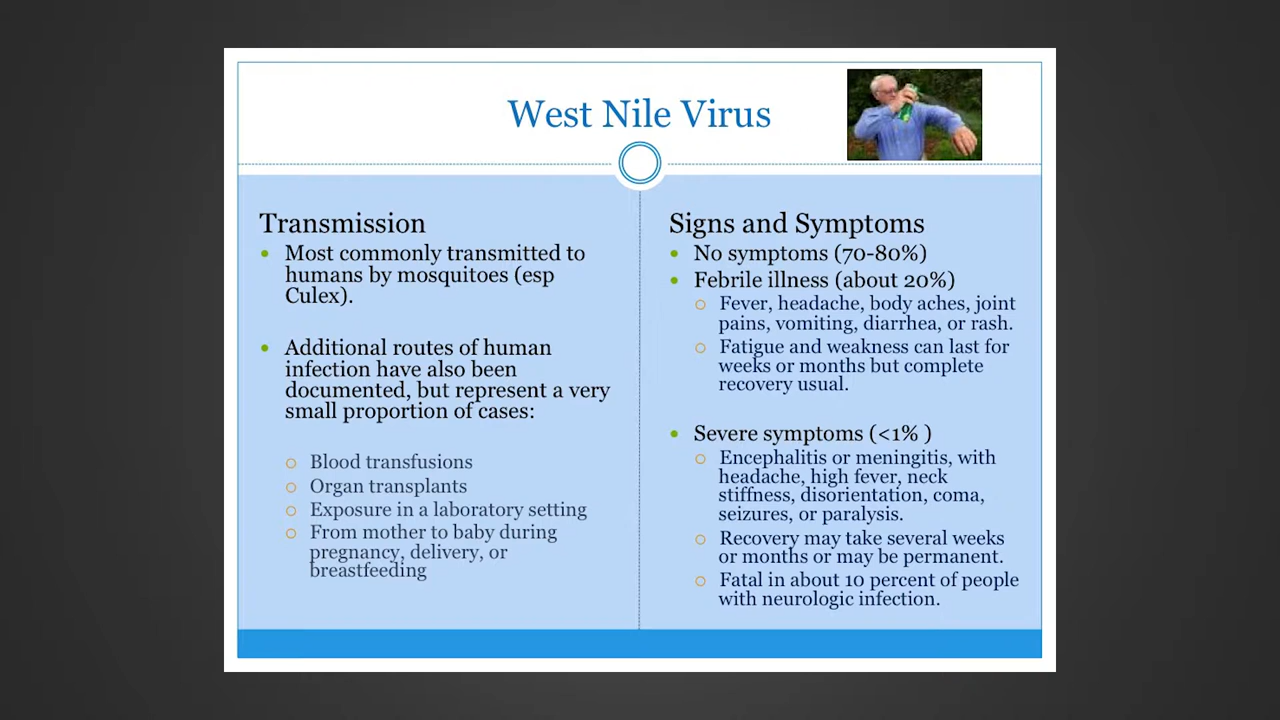 West Nile Virus
Transmission
• Most commonly transmitted to
humans by mosquitoes (esp
Culex).
• Additional routes of human
infection have also been
documented, but represent a very
small proportion of cases:
○ Blood transfusions
○ Organ transplants
○ Exposure in a laboratory setting
○ From mother to baby during
pregnancy, delivery, or
breastfeeding
Signs and Symptoms
• No symptoms (70-80%)
• Febrile illness (about 20%)
○ Fever, headache, body aches, joint
pains, vomiting, diarrhea, or rash.
○ Fatigue and weakness can last for
weeks or months but complete
recovery usual.
• Severe symptoms (<1% )
○ Encephalitis or meningitis, with
headache, high fever, neck
stiffness, disorientation, coma,
seizures, or paralysis.
○ Recovery may take several weeks
or months or may be permanent.
○ Fatal in about 10 percent of people
with neurologic infection.